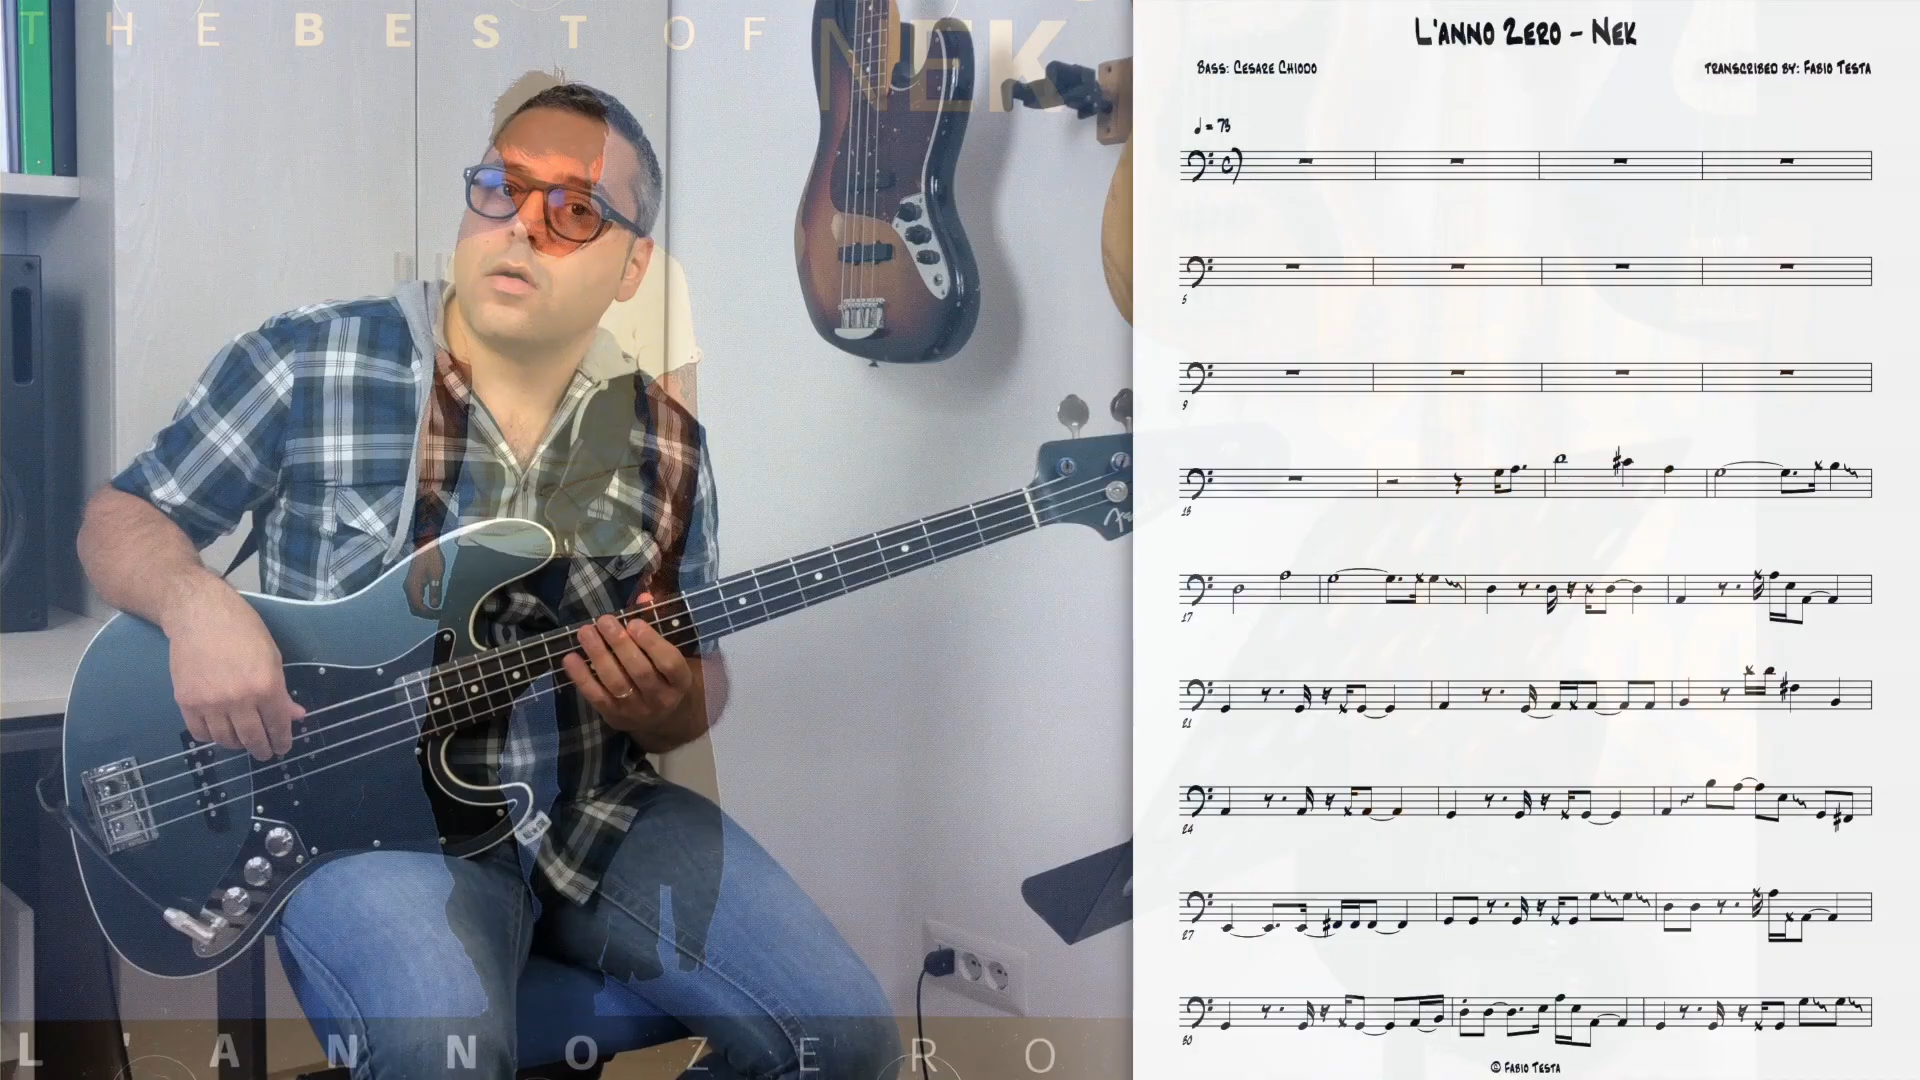 THE BEST OF NEK
L'ANNO ZERO
L'anno Zero - Nek
Bass: Cesare Chiodo
transcribed by: Fabio Testa
= 73
5
9
13
17
21
24
27
30
© Fabio Testa